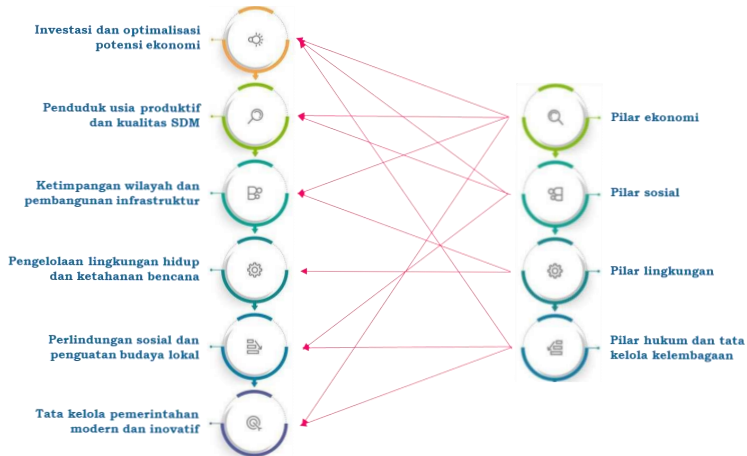 Investasi dan optimalisasi
potensi ekonomi
Penduduk usia produktif
dan kualitas SDM
Ketimpangan wilayah dan
pembangunan infrastruktur
Pengelolaan lingkungan hidup
dan ketahanan bencana
Perlindungan sosial dan
penguatan budaya lokal
Tata kelola pemerintahan
modern dan inovatif
Pilar ekonomi
Pilar sosial
Pilar lingkungan
Pilar hukum dan tata
kelola kelembagaan